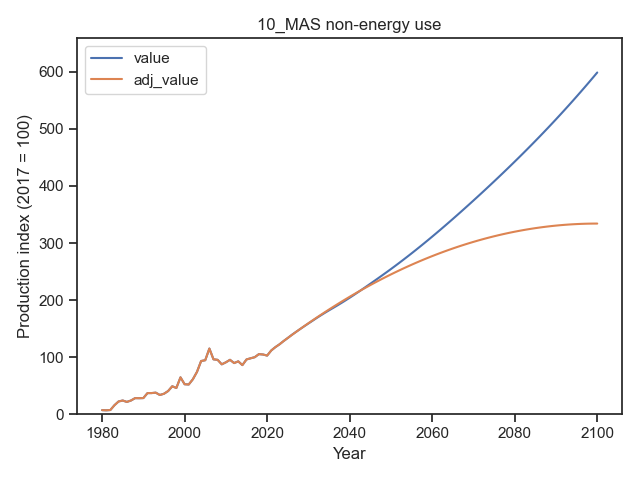 10_MAS non-energy use
value
adj_value
Production index (2017 = 100)
600
500
400
300
200
100
0
1980
2000
2020
2040
2060
2080
2100
Year